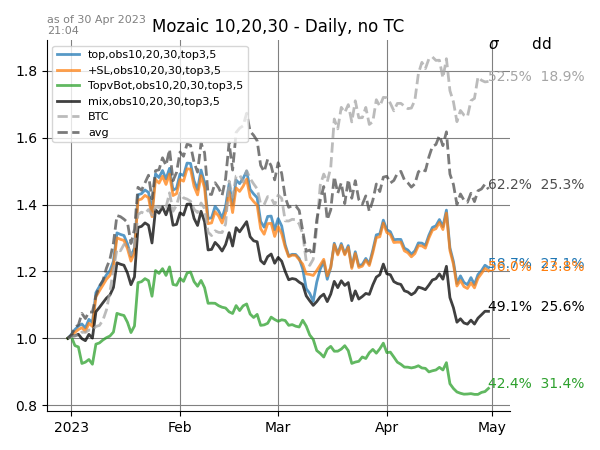 as of 30 Apr 2023
21:04
Mozaic 10,20,30 - Daily, no TC
σ dd
top,obs10,20,30,top3,5
+SL,obs10,20,30,top3,5
TopvBot,obs10,20,30,top3,5
mix,obs10,20,30,top3,5
BTC
avg
52.5% 18.9%
62.2% 25.3%
58.7% 27.1%
49.1% 25.6%
42.4% 31.4%
1.8
1.6
1.4
1.2
1.0
0.8
2023 Feb Mar Apr May